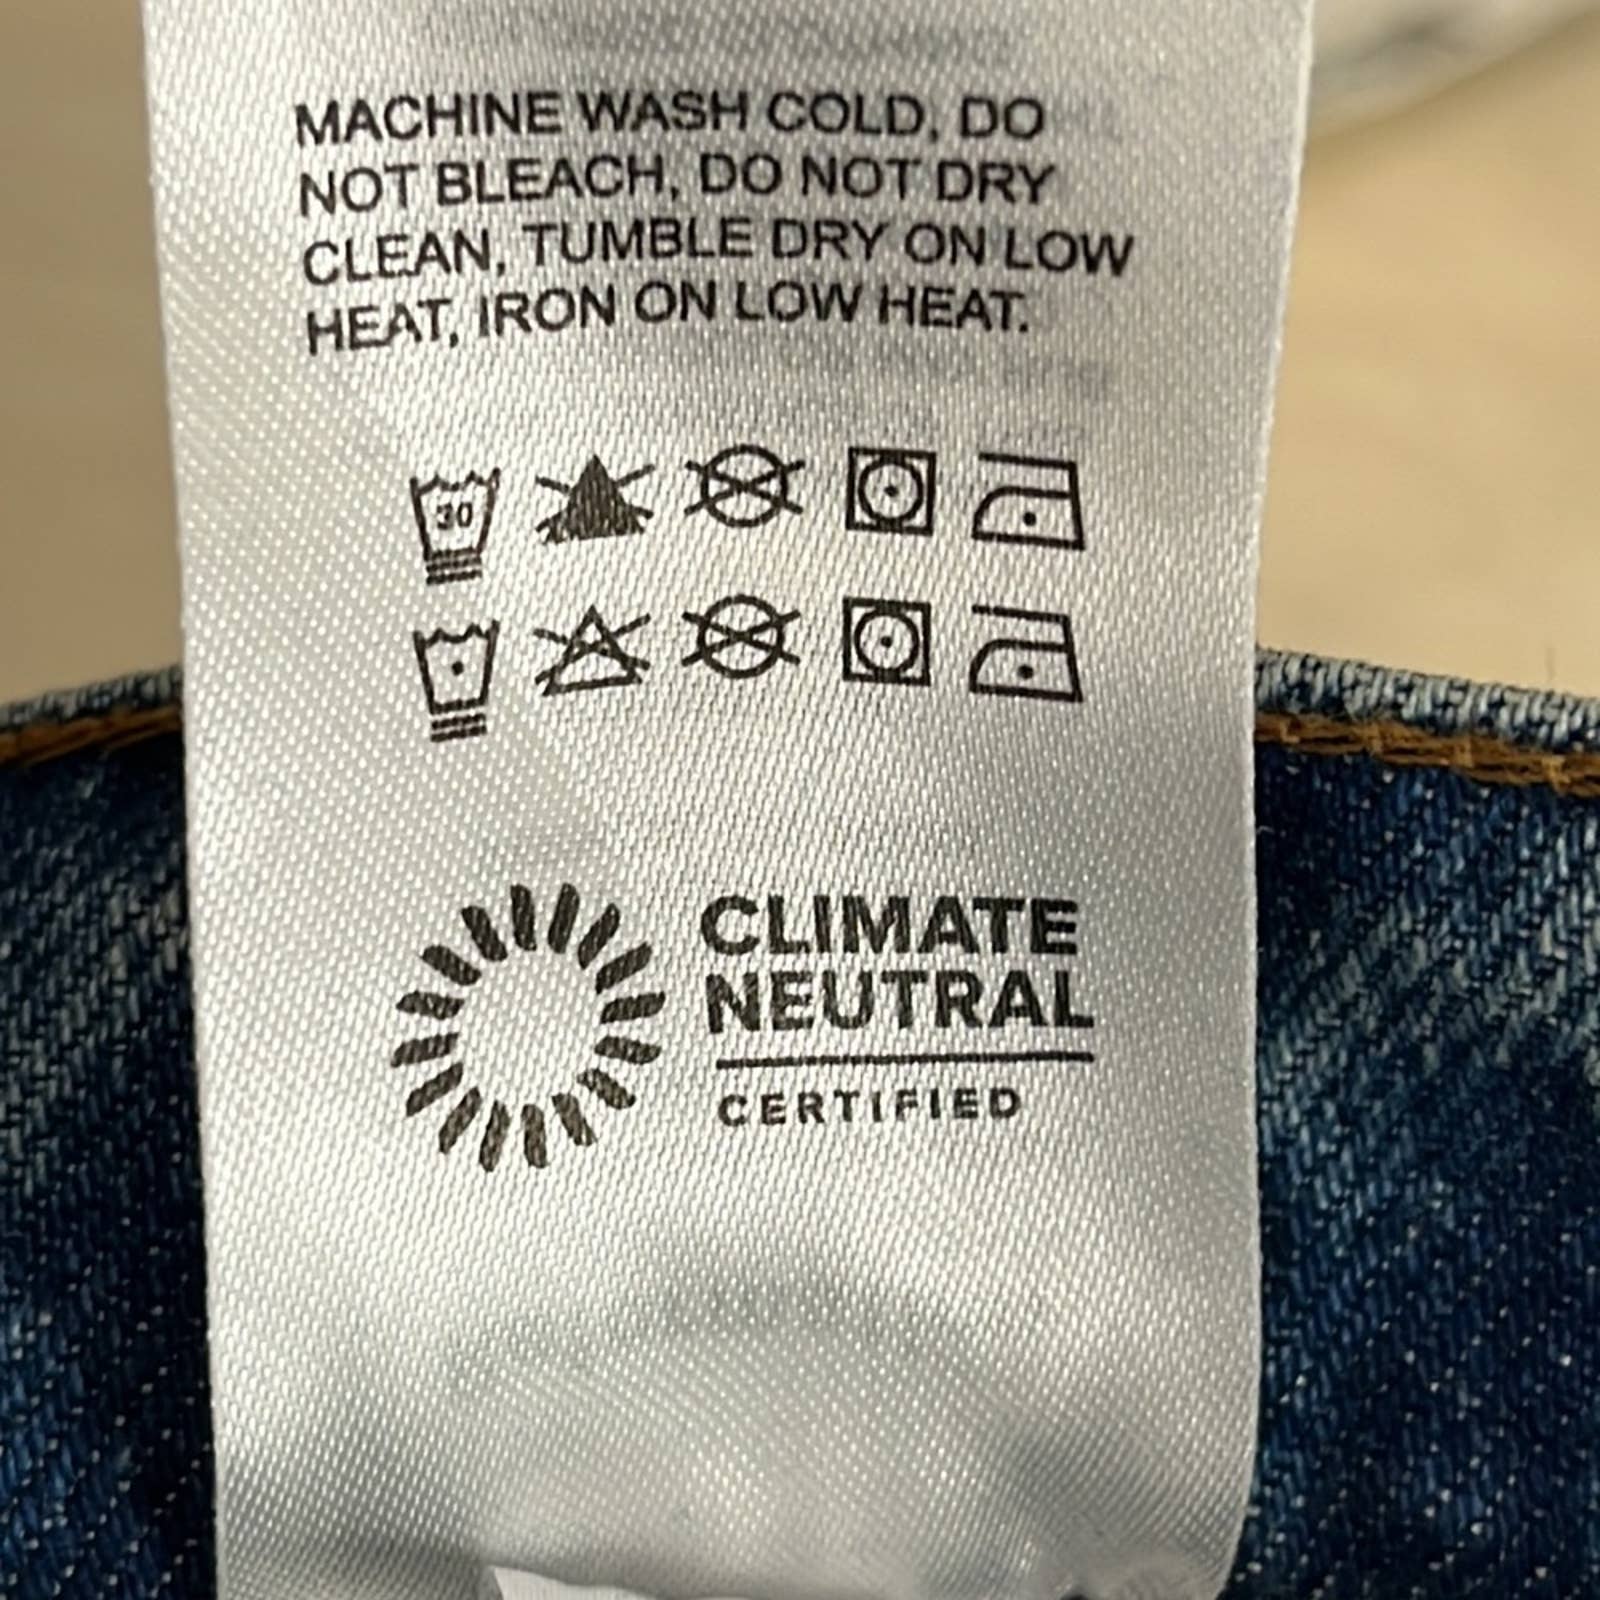 MACHINE WASH COLD, DO
NOT BLEACH, DO NOT DRY
CLEAN, TUMBLE DRY ON LOW
HEAT, IRON ON LOW HEAT.
30
CLIMATE
NEUTRAL
CERTIFIED